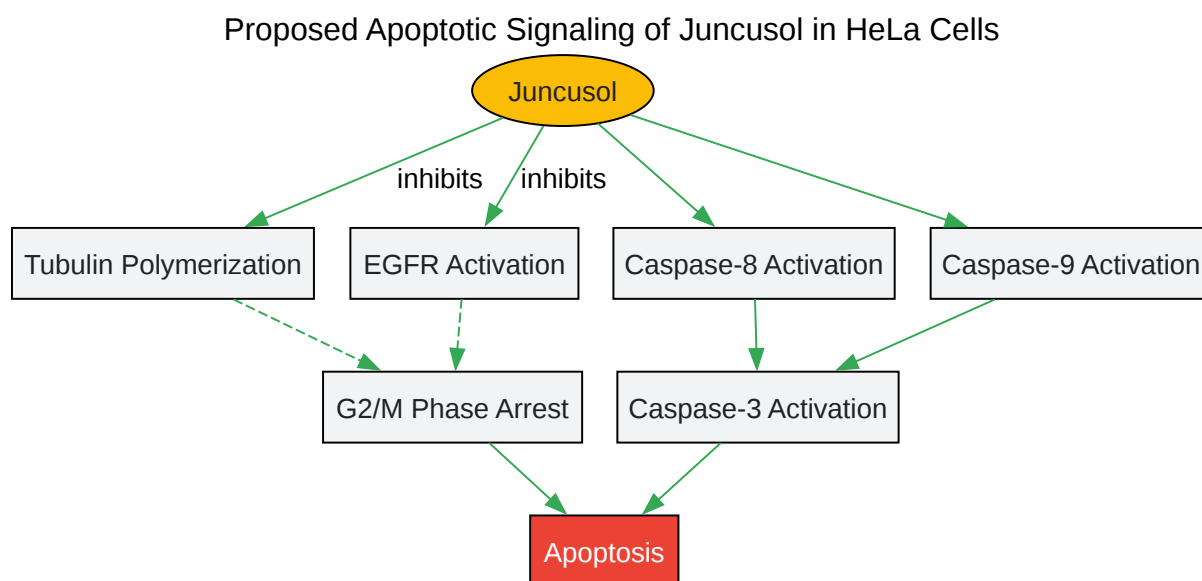 Proposed Apoptotic Signaling of Juncusol in HeLa Cells
Juncusol
inhibits
inhibits
Tubulin Polymerization
EGFR Activation
Caspase-8 Activation
Caspase-9 Activation
G2/M Phase Arrest
Caspase-3 Activation
Apoptosis